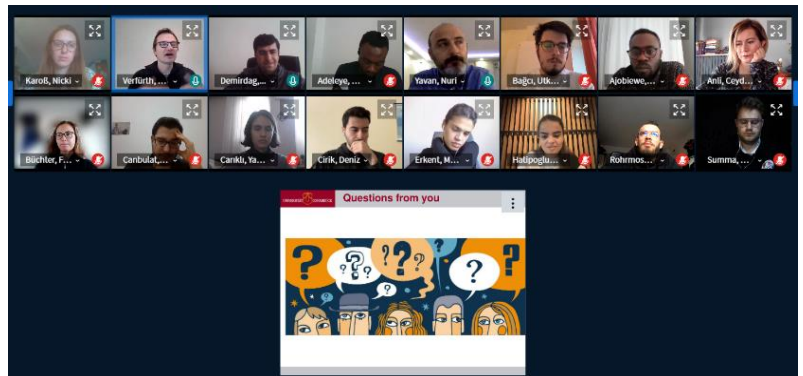 Karoß, Nicki
Verfürth, ...
Demirdag,...
Adeleye, ...
Yavan, Nuri
Bağcı, Utk...
Ajobiewe,...
Anli, Ceyd...
Büchter, F...
Canbulat,...
Canklı, Ya...
Cirik, Deniz
Erkent, M...
Hatipoglu...
Rohrmos...
Summa, ...
Questions from you
? ? ? ? ? ? ? ? ? ? ?